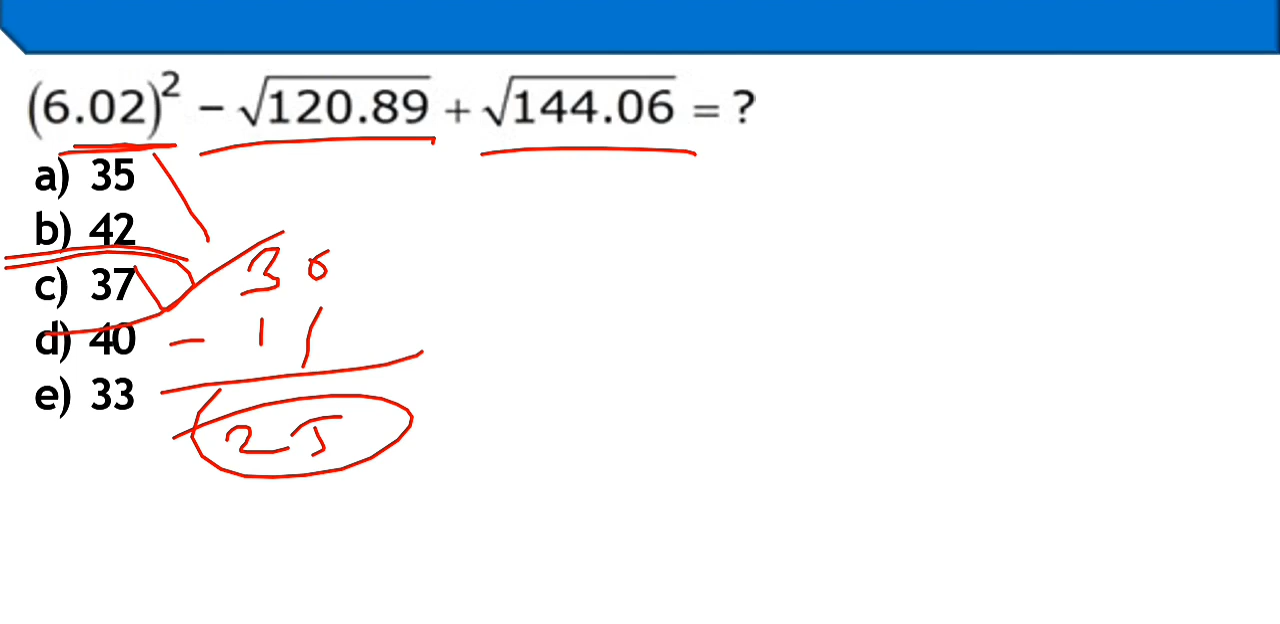 (6.02)² − √120.89 + √144.06 = ?
a) 35
b) 42
c) 37
d) 40
e) 33
36
− 11
25